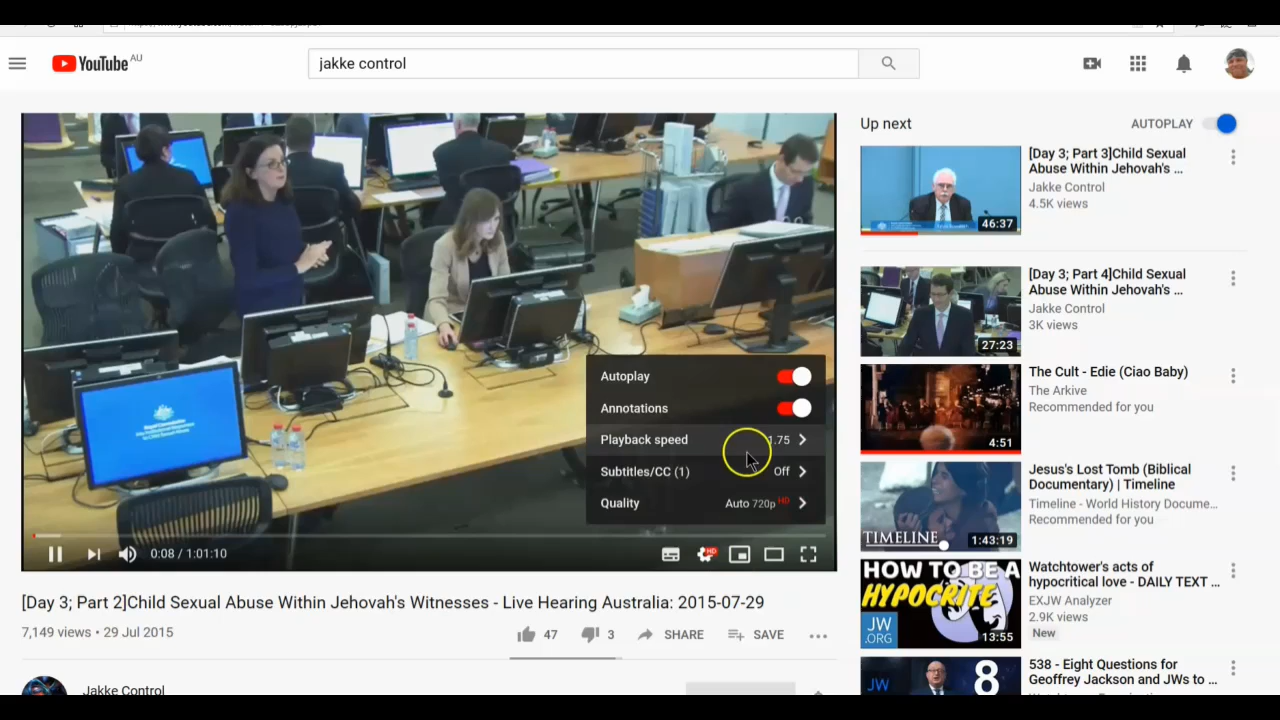 YouTube AU
jakke control
Autoplay
Annotations
Playback speed 1.75
Subtitles/CC (1) Off
Quality Auto 720p HD
HD
0:08 / 1:01:10
[Day 3; Part 2]Child Sexual Abuse Within Jehovah's Witnesses - Live Hearing Australia: 2015-07-29
7,149 views • 29 Jul 2015
47
3
SHARE
SAVE
Jakke Control
Up next
AUTOPLAY
46:37
[Day 3; Part 3]Child Sexual
Abuse Within Jehovah's ...
Jakke Control
4.5K views
27:23
[Day 3; Part 4]Child Sexual
Abuse Within Jehovah's ...
Jakke Control
3K views
4:51
The Cult - Edie (Ciao Baby)
The Arkive
Recommended for you
TIMELINE
1:43:19
Jesus's Lost Tomb (Biblical
Documentary) | Timeline
Timeline - World History Docume...
Recommended for you
HOW TO BE A
HYPOCRITE
JW
.ORG
13:55
Watchtower's acts of
hypocritical love - DAILY TEXT ...
EXJW Analyzer
2.9K views
New
JW
8
538 - Eight Questions for
Geoffrey Jackson and JWs to ...